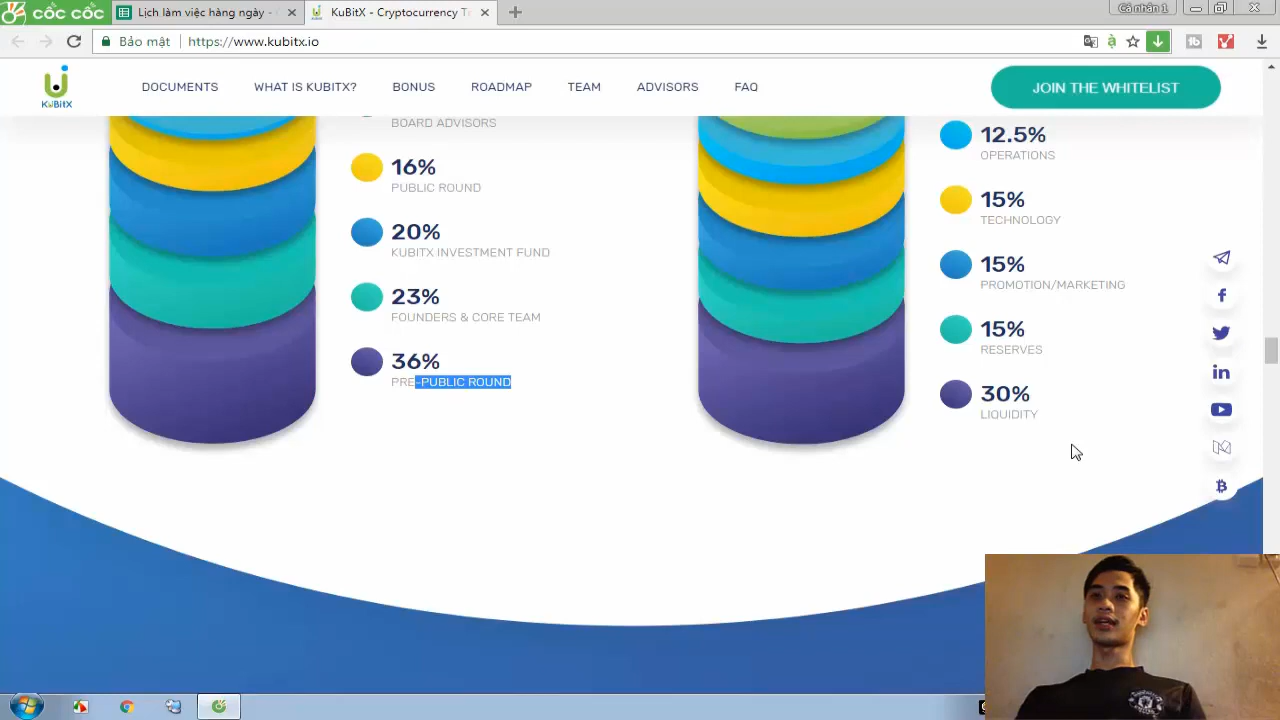 cốc cốc
Lịch làm việc hàng ngày -
KuBitX - Cryptocurrency Te
Cá nhân 1
Bảo mật
https://www.kubitx.io
KuBitX
DOCUMENTS
WHAT IS KUBITX?
BONUS
ROADMAP
TEAM
ADVISORS
FAQ
JOIN THE WHITELIST
BOARD ADVISORS
16%
PUBLIC ROUND
20%
KUBITX INVESTMENT FUND
23%
FOUNDERS & CORE TEAM
36%
PRE-PUBLIC ROUND
12.5%
OPERATIONS
15%
TECHNOLOGY
15%
PROMOTION/MARKETING
15%
RESERVES
30%
LIQUIDITY